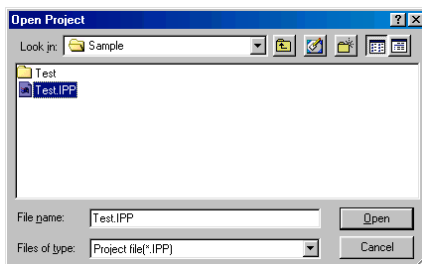 Open Project
Look in: Sample
Test
Test.IPP
File name: Test.IPP Open
Files of type: Project file(*.IPP) Cancel